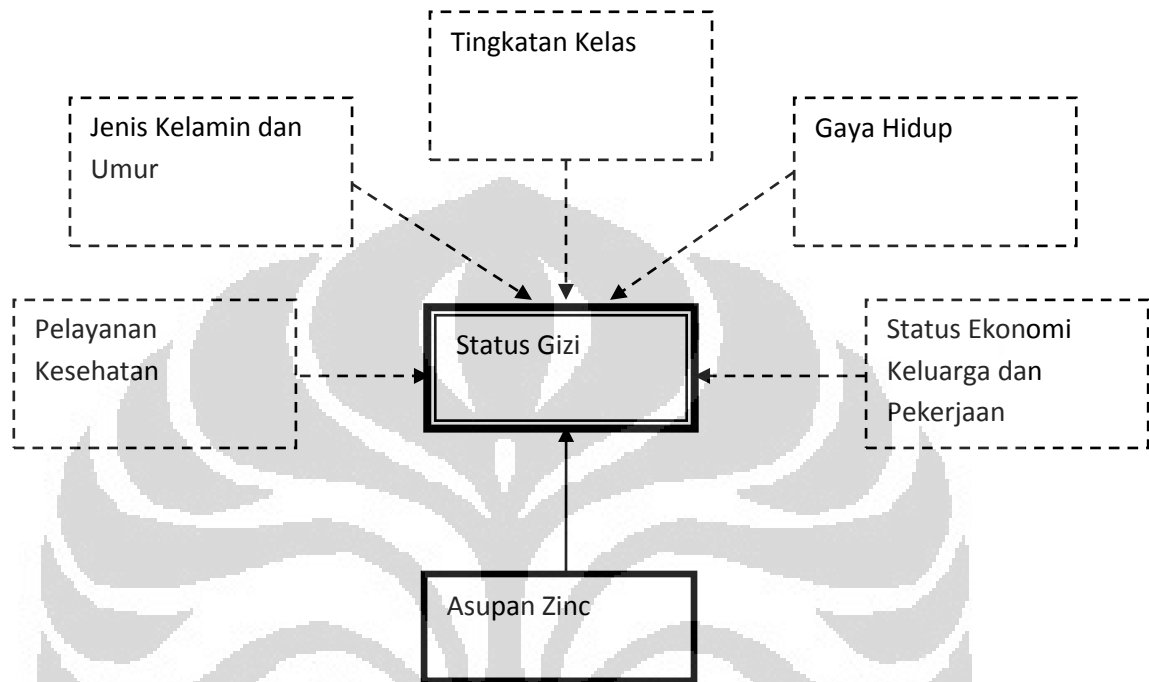 Tingkatan Kelas
Jenis Kelamin dan
Umur
Gaya Hidup
Pelayanan
Kesehatan
Status Gizi
Status Ekonomi
Keluarga dan
Pekerjaan
Asupan Zinc